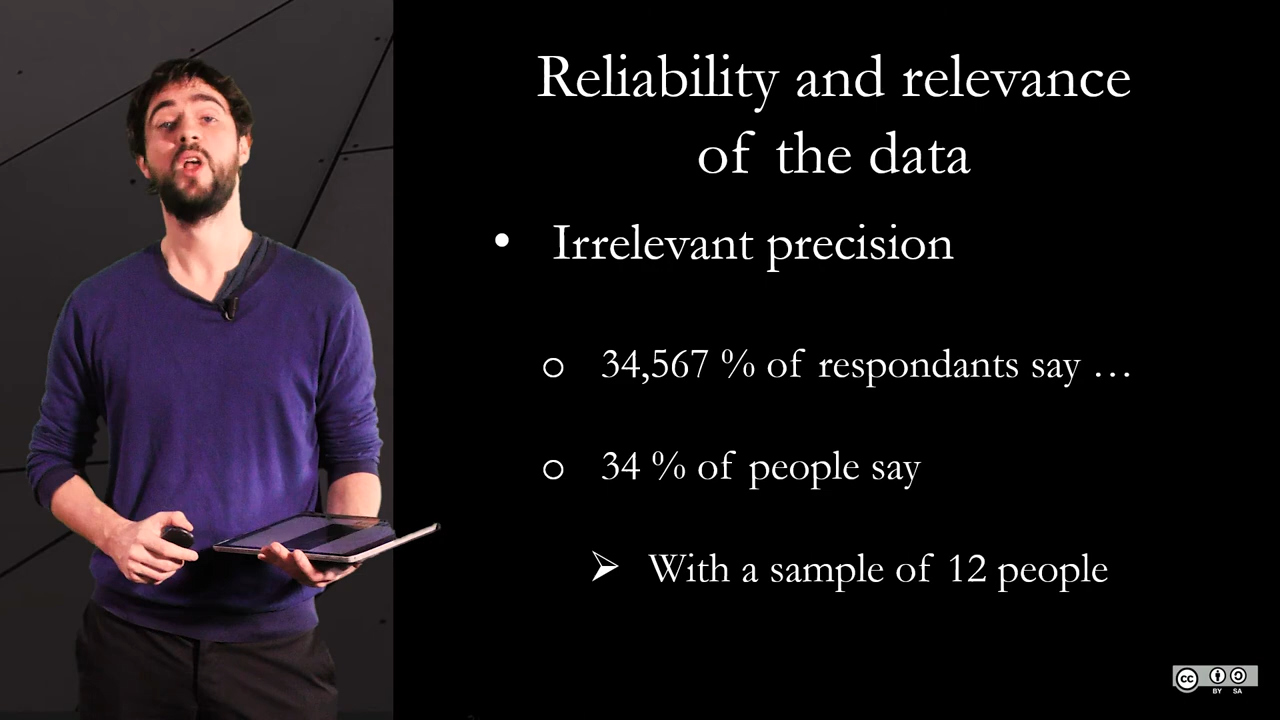 Reliability and relevance
of the data
• Irrelevant precision
o 34,567 % of respondants say …
o 34 % of people say
➢ With a sample of 12 people
cc BY SA